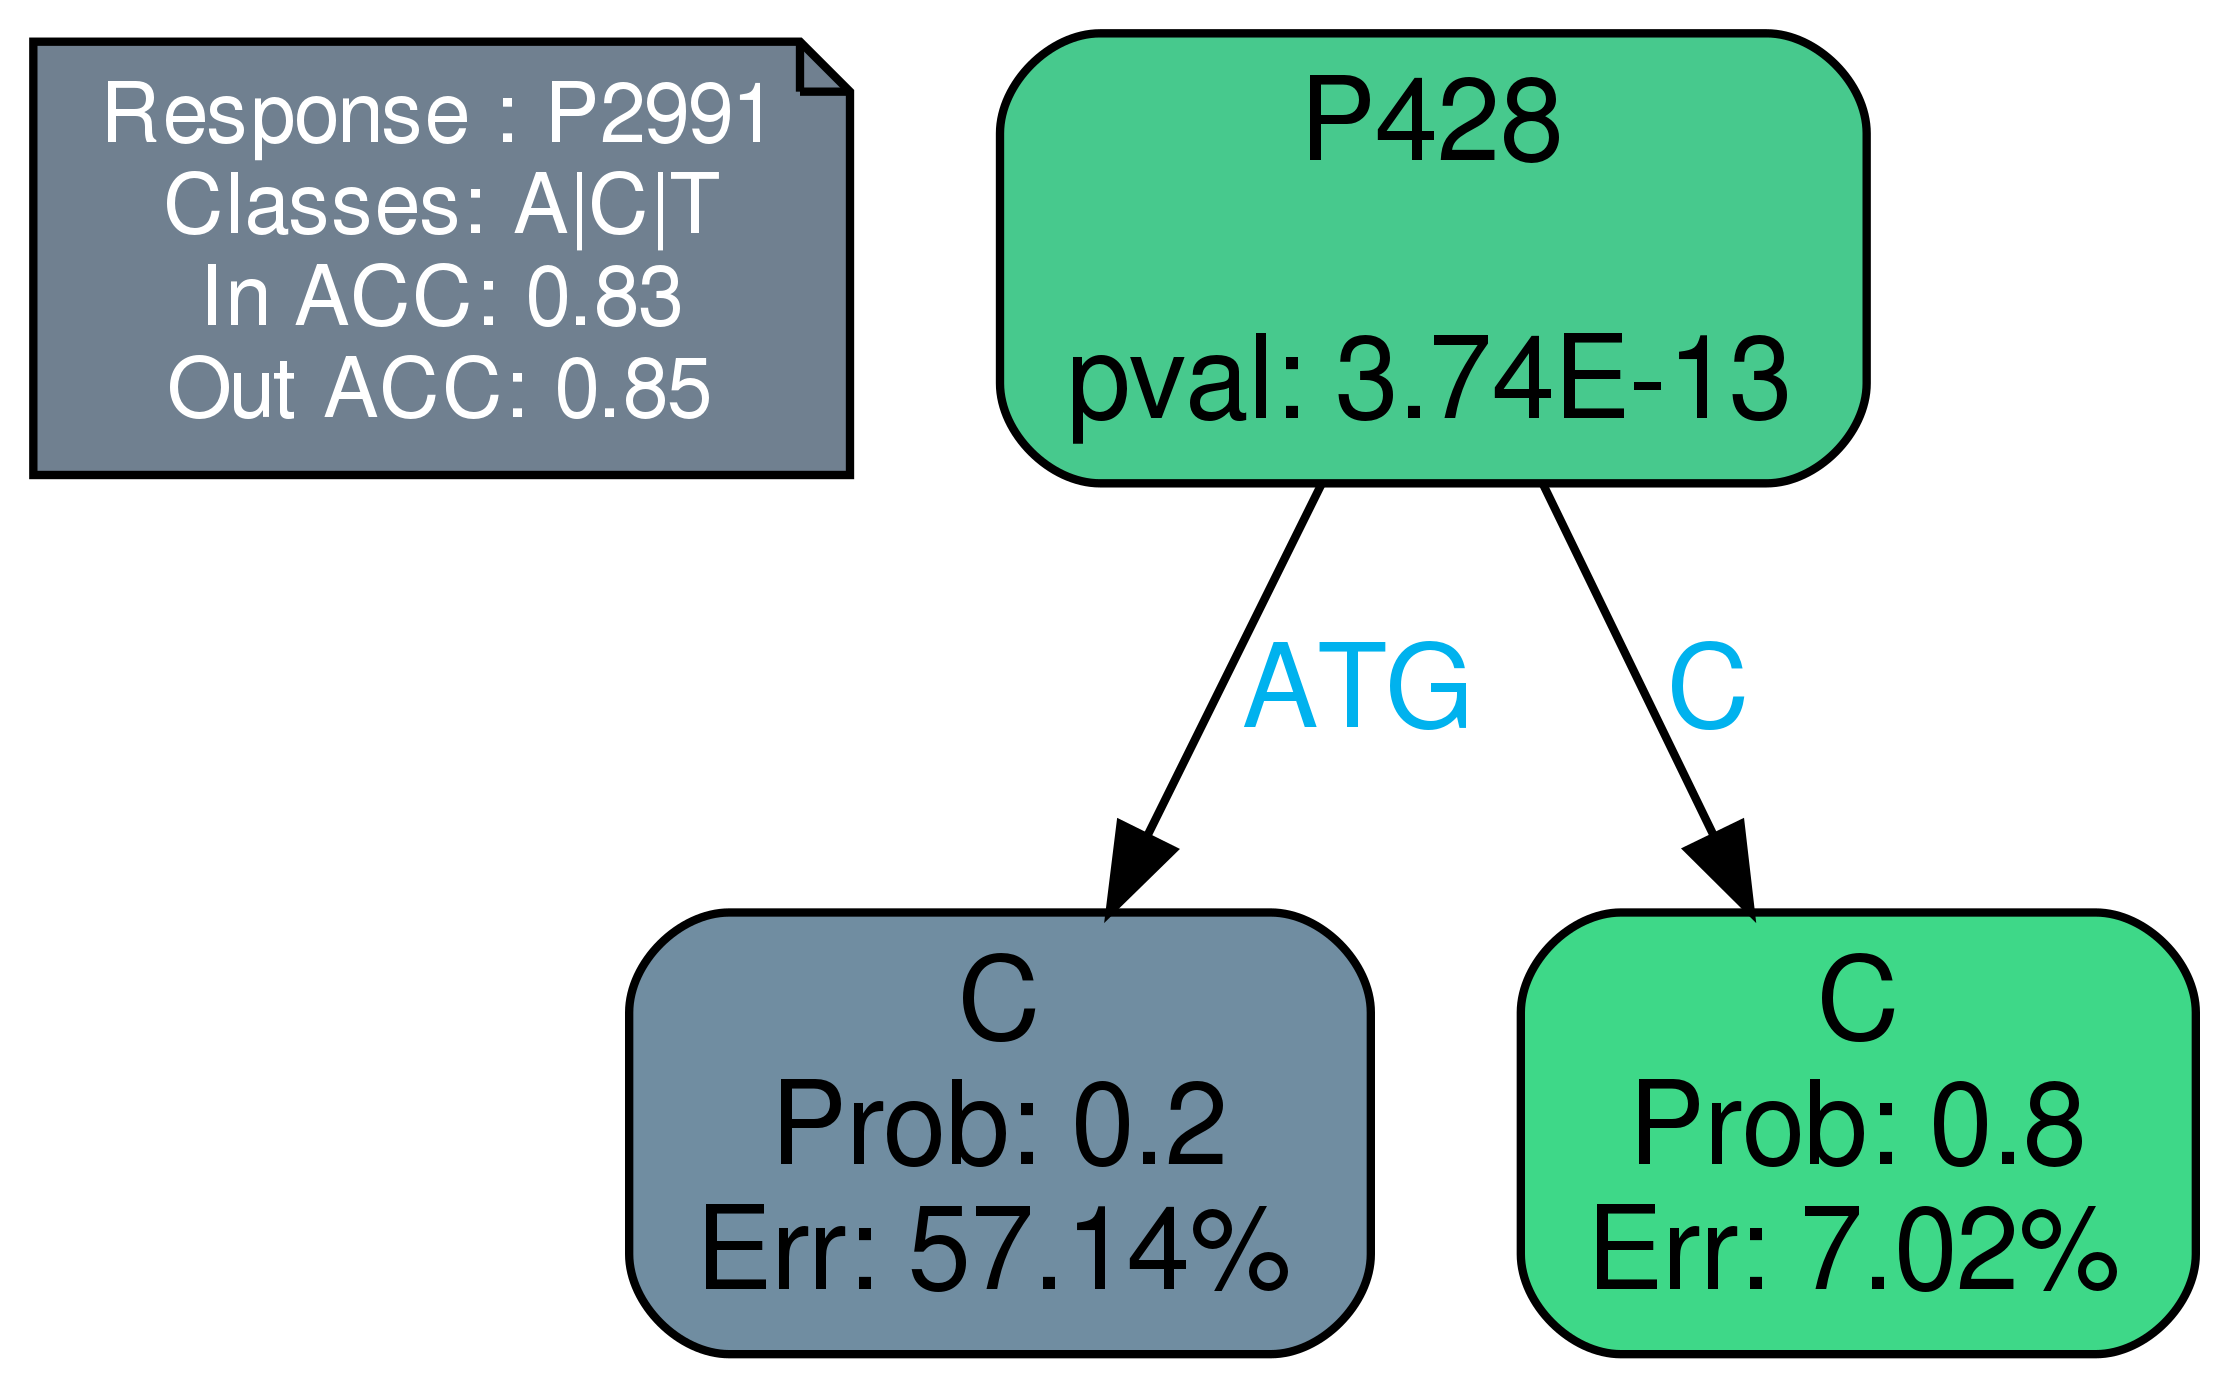 Response : P2991
Classes: A|C|T
In ACC: 0.83
Out ACC: 0.85
P428
pval: 3.74E-13
ATG
C
C
Prob: 0.2
Err: 57.14%
C
Prob: 0.8
Err: 7.02%